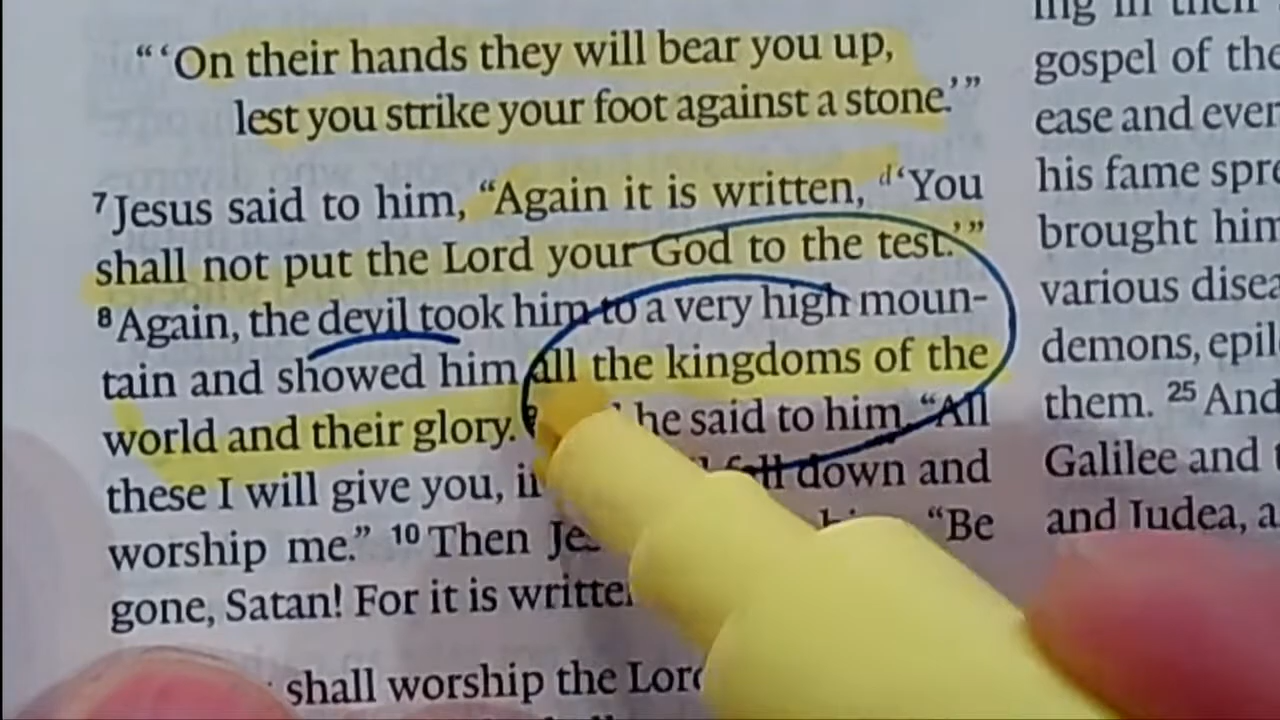 “‘On their hands they will bear you up,
lest you strike your foot against a stone.’”
7 Jesus said to him, “Again it is written, d‘You
shall not put the Lord your God to the test.’”
8 Again, the devil took him to a very high moun-
tain and showed him all the kingdoms of the
world and their glory. he said to him, “All
these I will give you, fall down and
worship me.” 10 Then “Be
gone, Satan! For it is
shall worship the
gospel of the
ease and ever
his fame
brought him
various
demons,
them. 25 And
Galilee and
and Judea, a